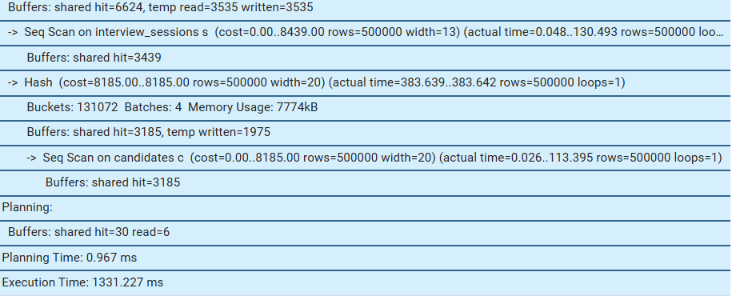 Buffers: shared hit=6624, temp read=3535 written=3535
-> Seq Scan on interview_sessions s (cost=0.00..8439.00 rows=500000 width=13) (actual time=0.048..130.493 rows=500000 loo...
Buffers: shared hit=3439
-> Hash (cost=8185.00..8185.00 rows=500000 width=20) (actual time=383.639..383.642 rows=500000 loops=1)
Buckets: 131072 Batches: 4 Memory Usage: 7774kB
Buffers: shared hit=3185, temp written=1975
-> Seq Scan on candidates c (cost=0.00..8185.00 rows=500000 width=20) (actual time=0.026..113.395 rows=500000 loops=1)
Buffers: shared hit=3185
Planning:
Buffers: shared hit=30 read=6
Planning Time: 0.967 ms
Execution Time: 1331.227 ms